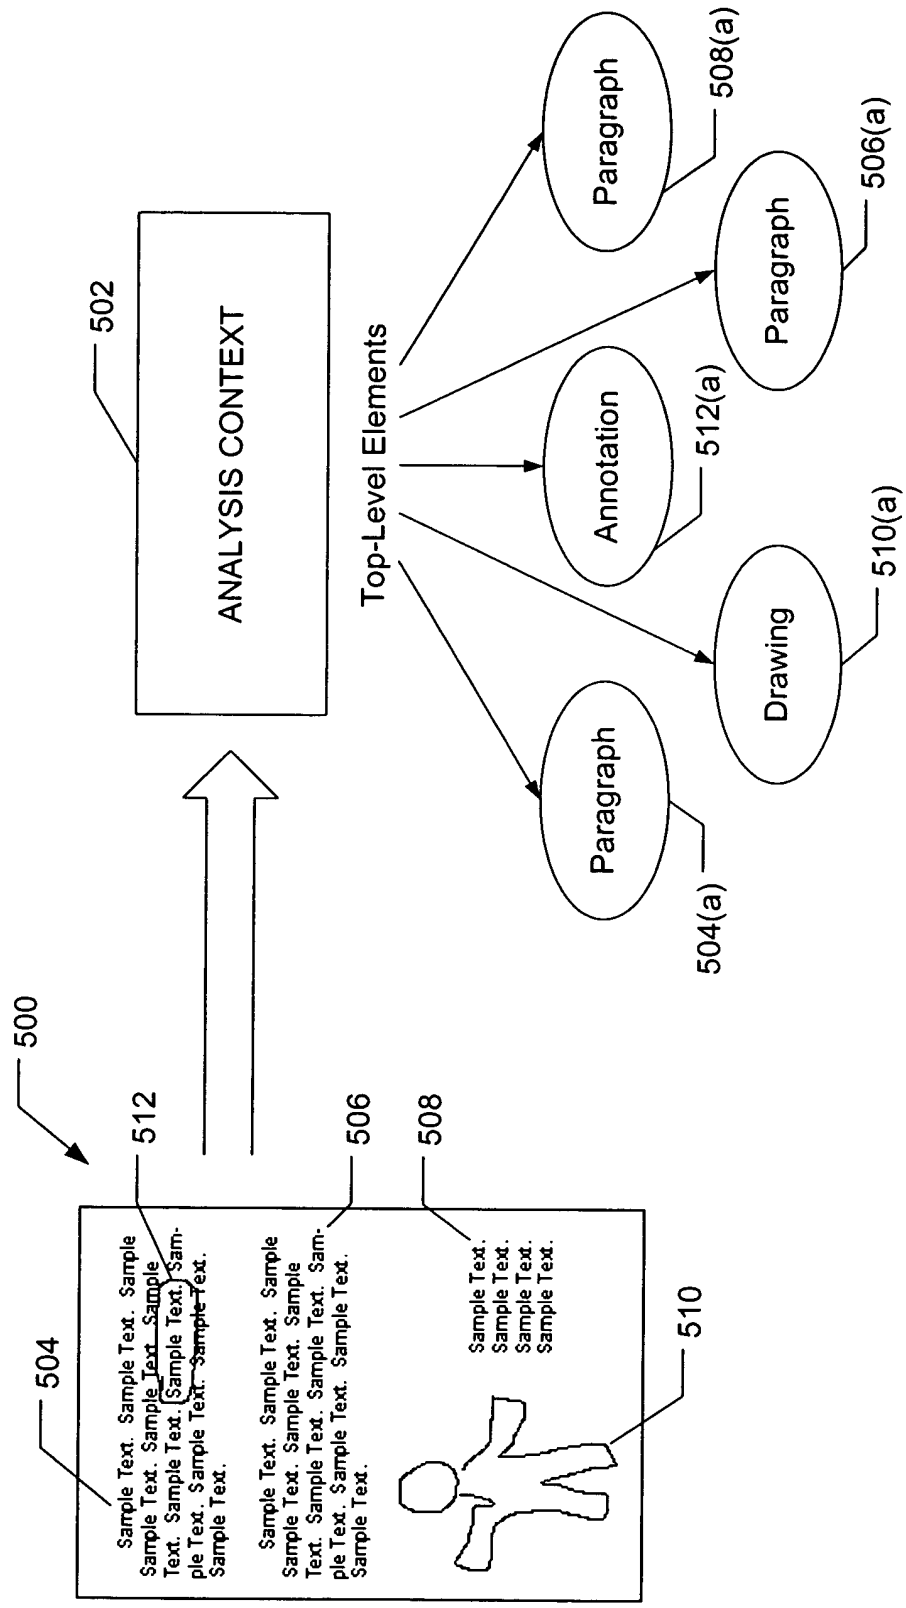 500
504
Sample Text. Sample Text. Sample
Sample Text. Sample Text. Sample
Text. Sample Text. Sample Text. Sam-
ple Text. Sample Text. Sample Text.
Sample Text.
512
Sample Text. Sample Text. Sample
Sample Text. Sample Text. Sample
Text. Sample Text. Sample Text. Sam-
ple Text. Sample Text. Sample Text.
Sample Text.
506
508
Sample Text.
Sample Text.
Sample Text.
Sample Text.
510
502
ANALYSIS CONTEXT
Top-Level Elements
Paragraph
504(a)
Drawing
510(a)
Annotation
512(a)
Paragraph
506(a)
Paragraph
508(a)